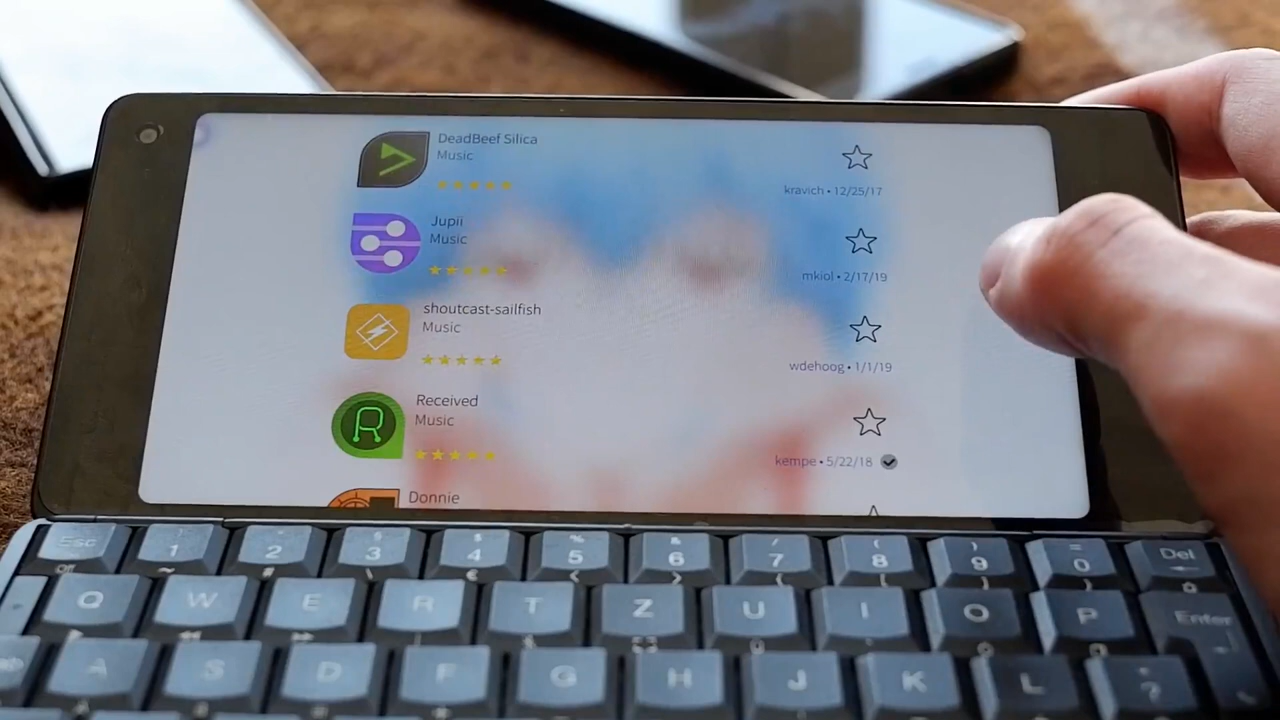 DeadBeef Silica
Music
kravich • 12/25/17
Jupii
Music
mkiol • 2/17/19
shoutcast-sailfish
Music
wdehoog • 1/1/19
R
Received
Music
kempe • 5/22/18
Donnie
Esc 1 2 3 4 5 6 7 8 9 0 Del
Q W E R T Z U I O P Enter
A S D F G H J K L ?